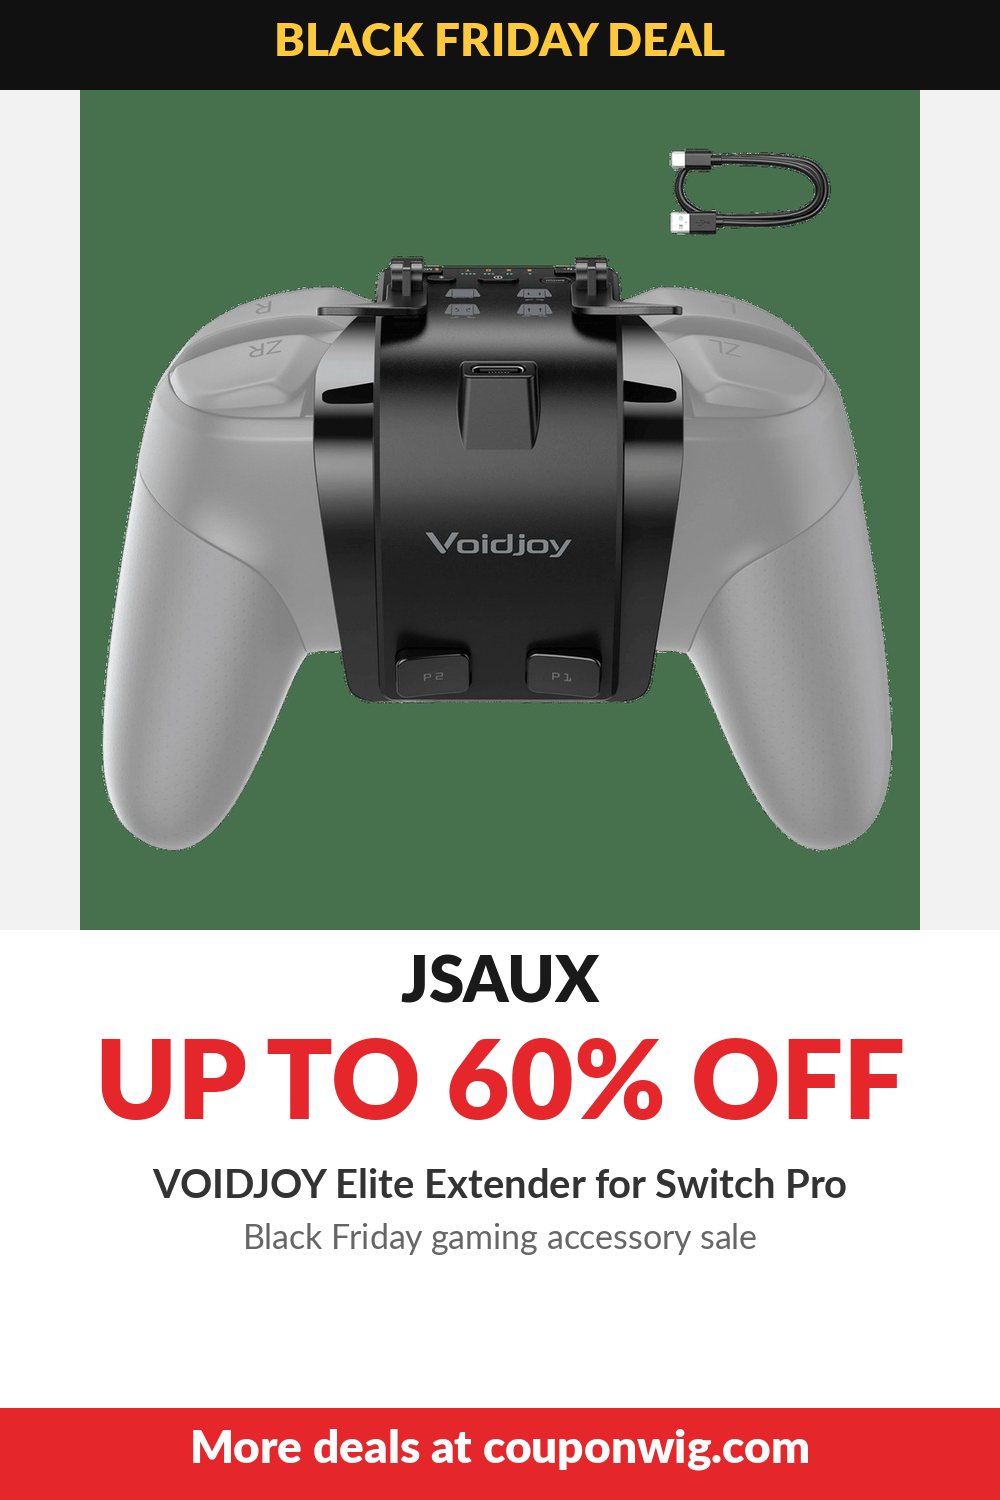 BLACK FRIDAY DEAL
R
L
ZR
ZL
Voidjoy
P2
P1
JSAUX
UP TO 60% OFF
VOIDJOY Elite Extender for Switch Pro
Black Friday gaming accessory sale
More deals at couponwig.com